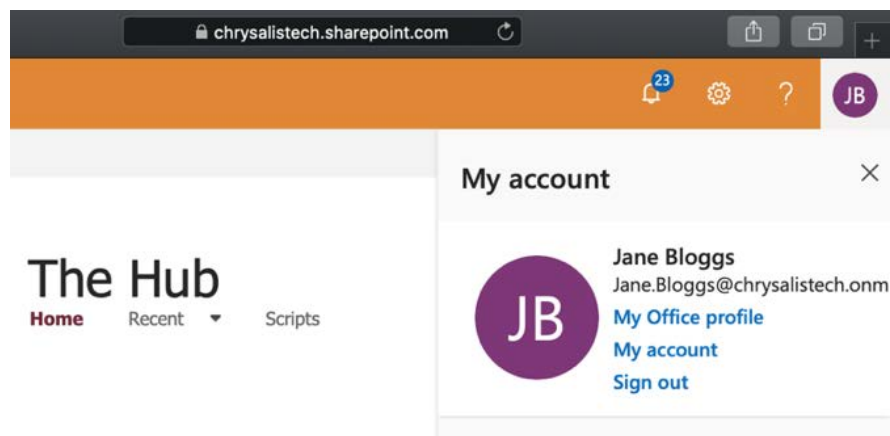 chrysalistech.sharepoint.com
23
?
JB
My account
The Hub
Home Recent Scripts
JB
Jane Bloggs
Jane.Bloggs@chrysalistech.onm
My Office profile
My account
Sign out